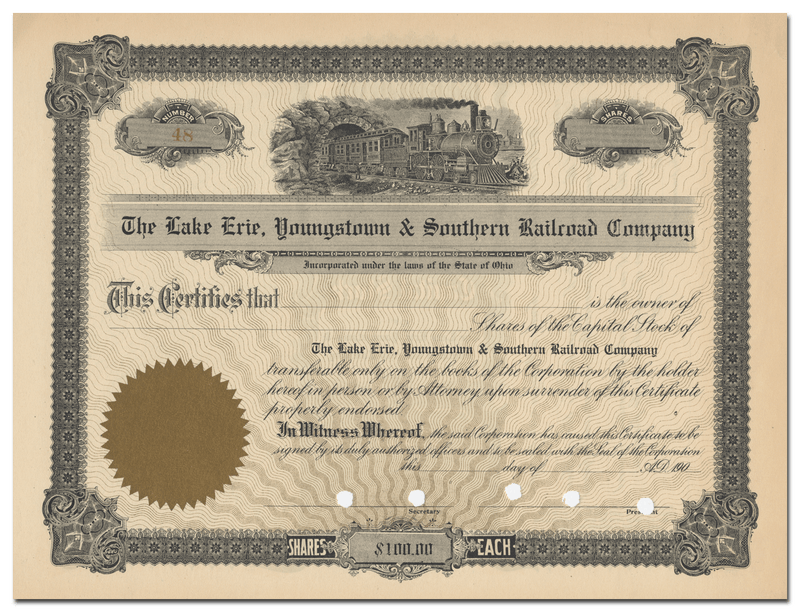 NUMBER
48
SHARES
The Lake Erie, Youngstown & Southern Railroad Company
Incorporated under the laws of the State of Ohio
This Certifies that is the owner of
Shares of the Capital Stock of
The Lake Erie, Youngstown & Southern Railroad Company
transferable only on the books of the Corporation by the holder
hereof in person or by Attorney upon surrender of this Certificate
properly endorsed.
In Witness Whereof, the said Corporation has caused this Certificate to be
signed by its duly authorized officers and to be sealed with the Seal of the Corporation
this day of A.D. 190
Secretary
SHARES $100.00 EACH